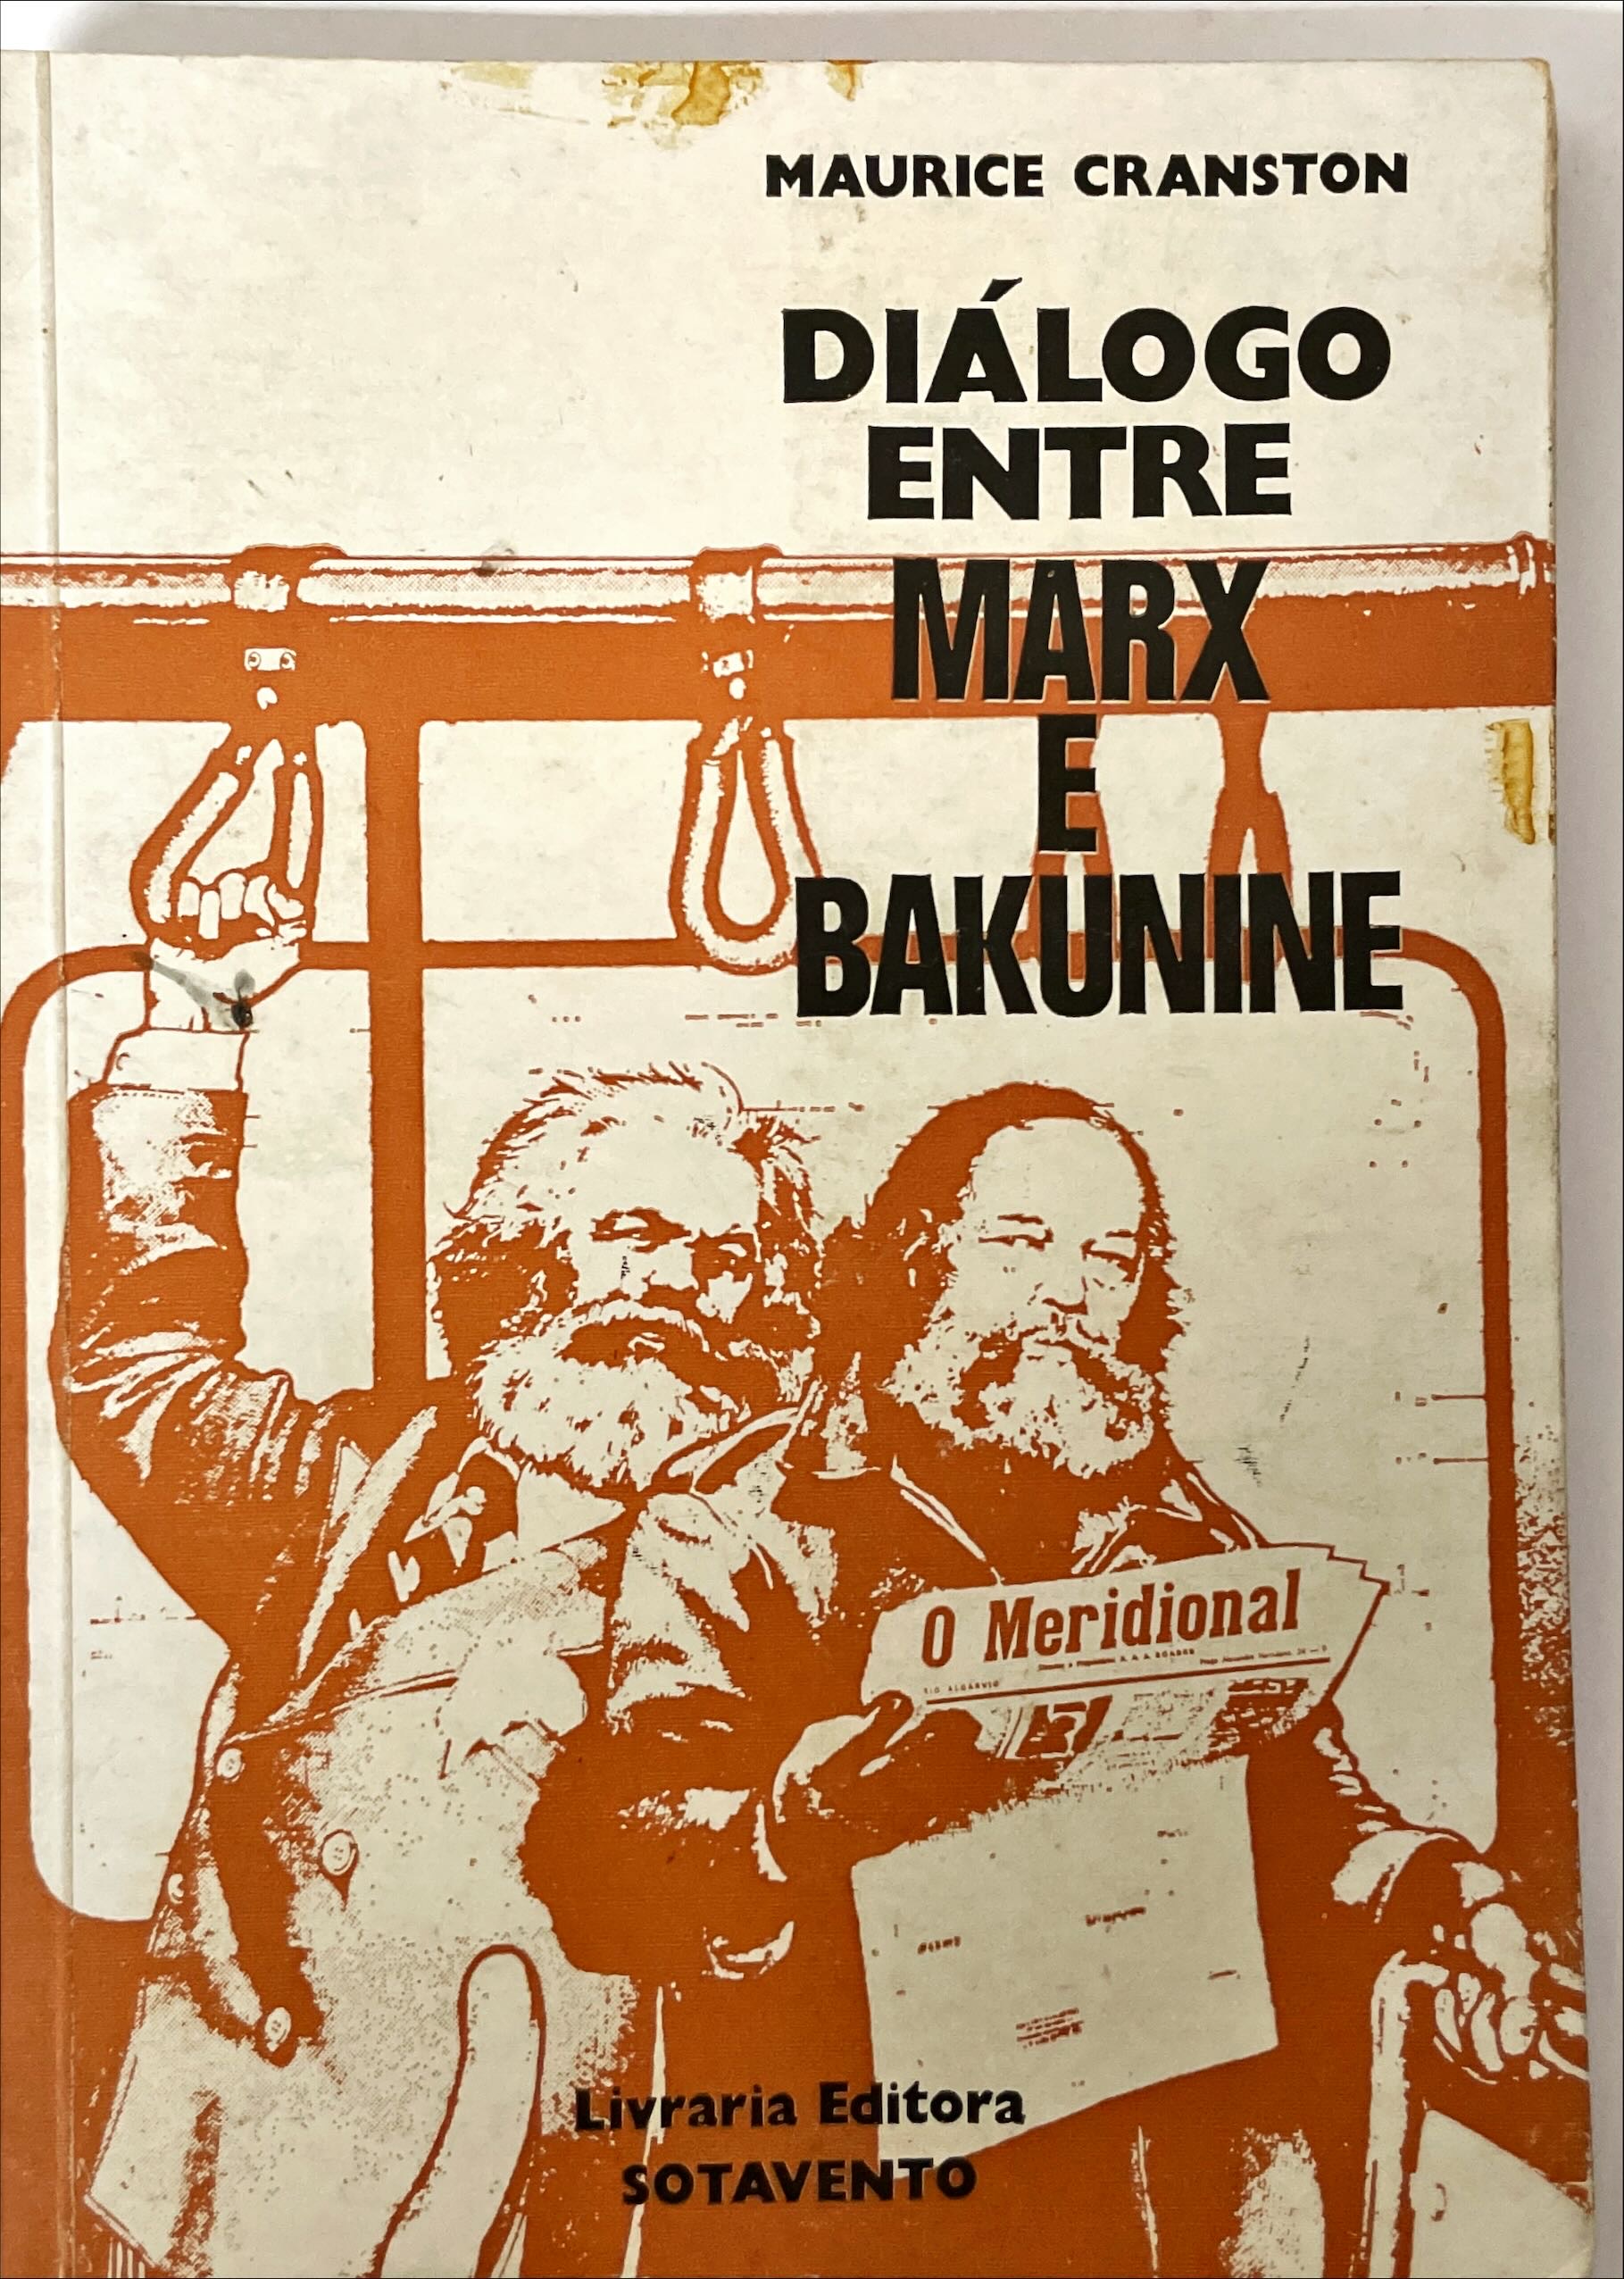 MAURICE CRANSTON
DIÁLOGO
ENTRE
MARX
E
BAKUNINE
O Meridional
Livraria Editora
SOTAVENTO